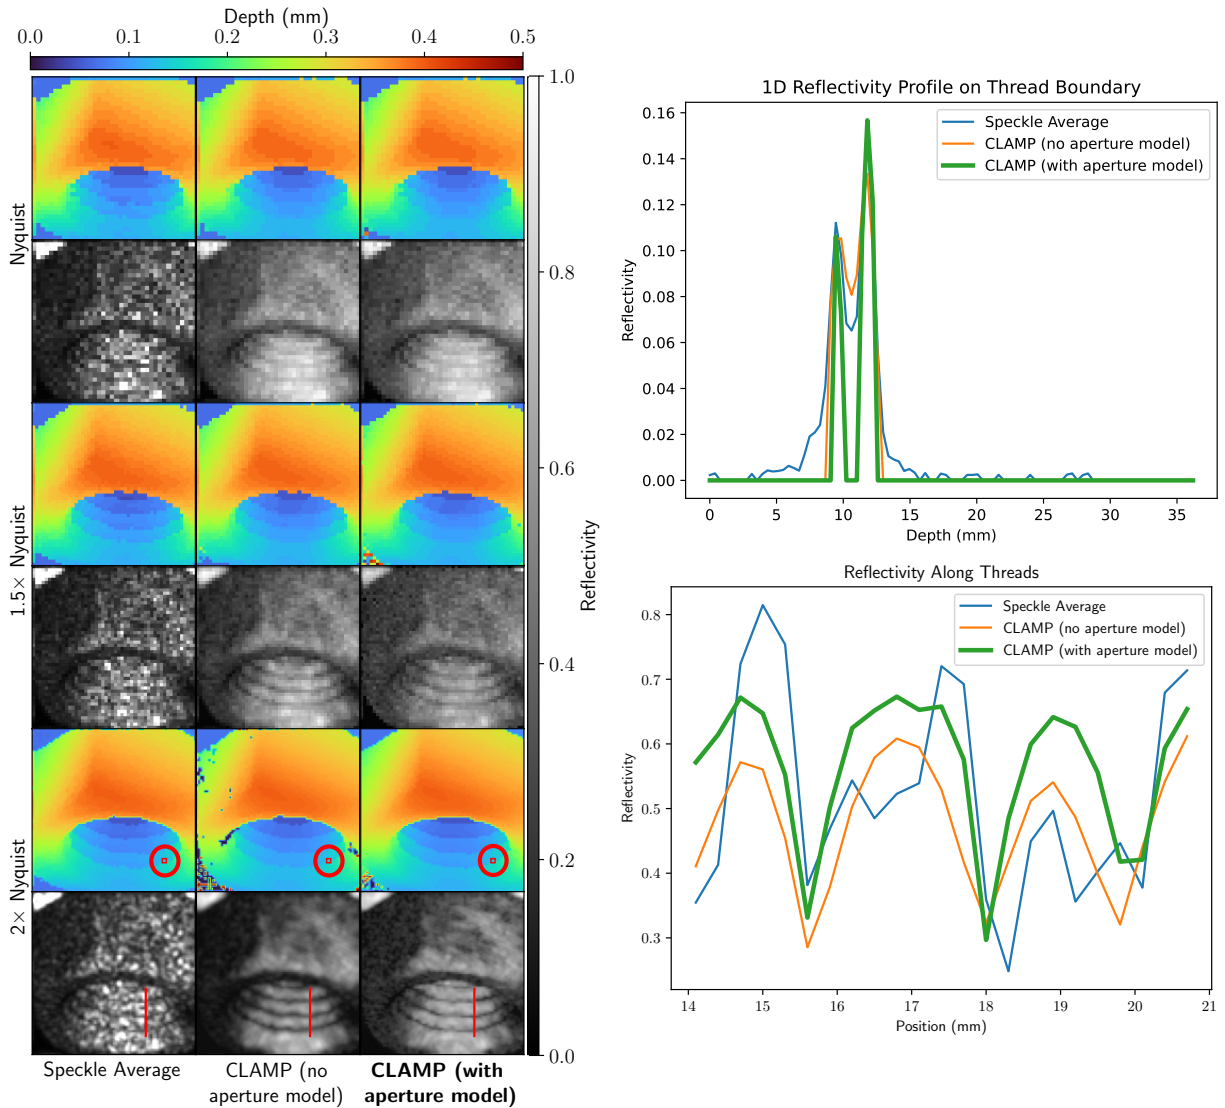 Depth (mm)
0.0 0.1 0.2 0.3 0.4 0.5
Nyquist
1.5× Nyquist
2× Nyquist
1.0
0.8
0.6
0.4
0.2
0.0
Reflectivity
Speckle Average
CLAMP (no
aperture model)
CLAMP (with
aperture model)
1D Reflectivity Profile on Thread Boundary
Speckle Average
CLAMP (no aperture model)
CLAMP (with aperture model)
Reflectivity
0.16
0.14
0.12
0.10
0.08
0.06
0.04
0.02
0.00
0 5 10 15 20 25 30 35
Depth (mm)
Reflectivity Along Threads
Speckle Average
CLAMP (no aperture model)
CLAMP (with aperture model)
Reflectivity
0.8
0.7
0.6
0.5
0.4
0.3
14 15 16 17 18 19 20 21
Position (mm)